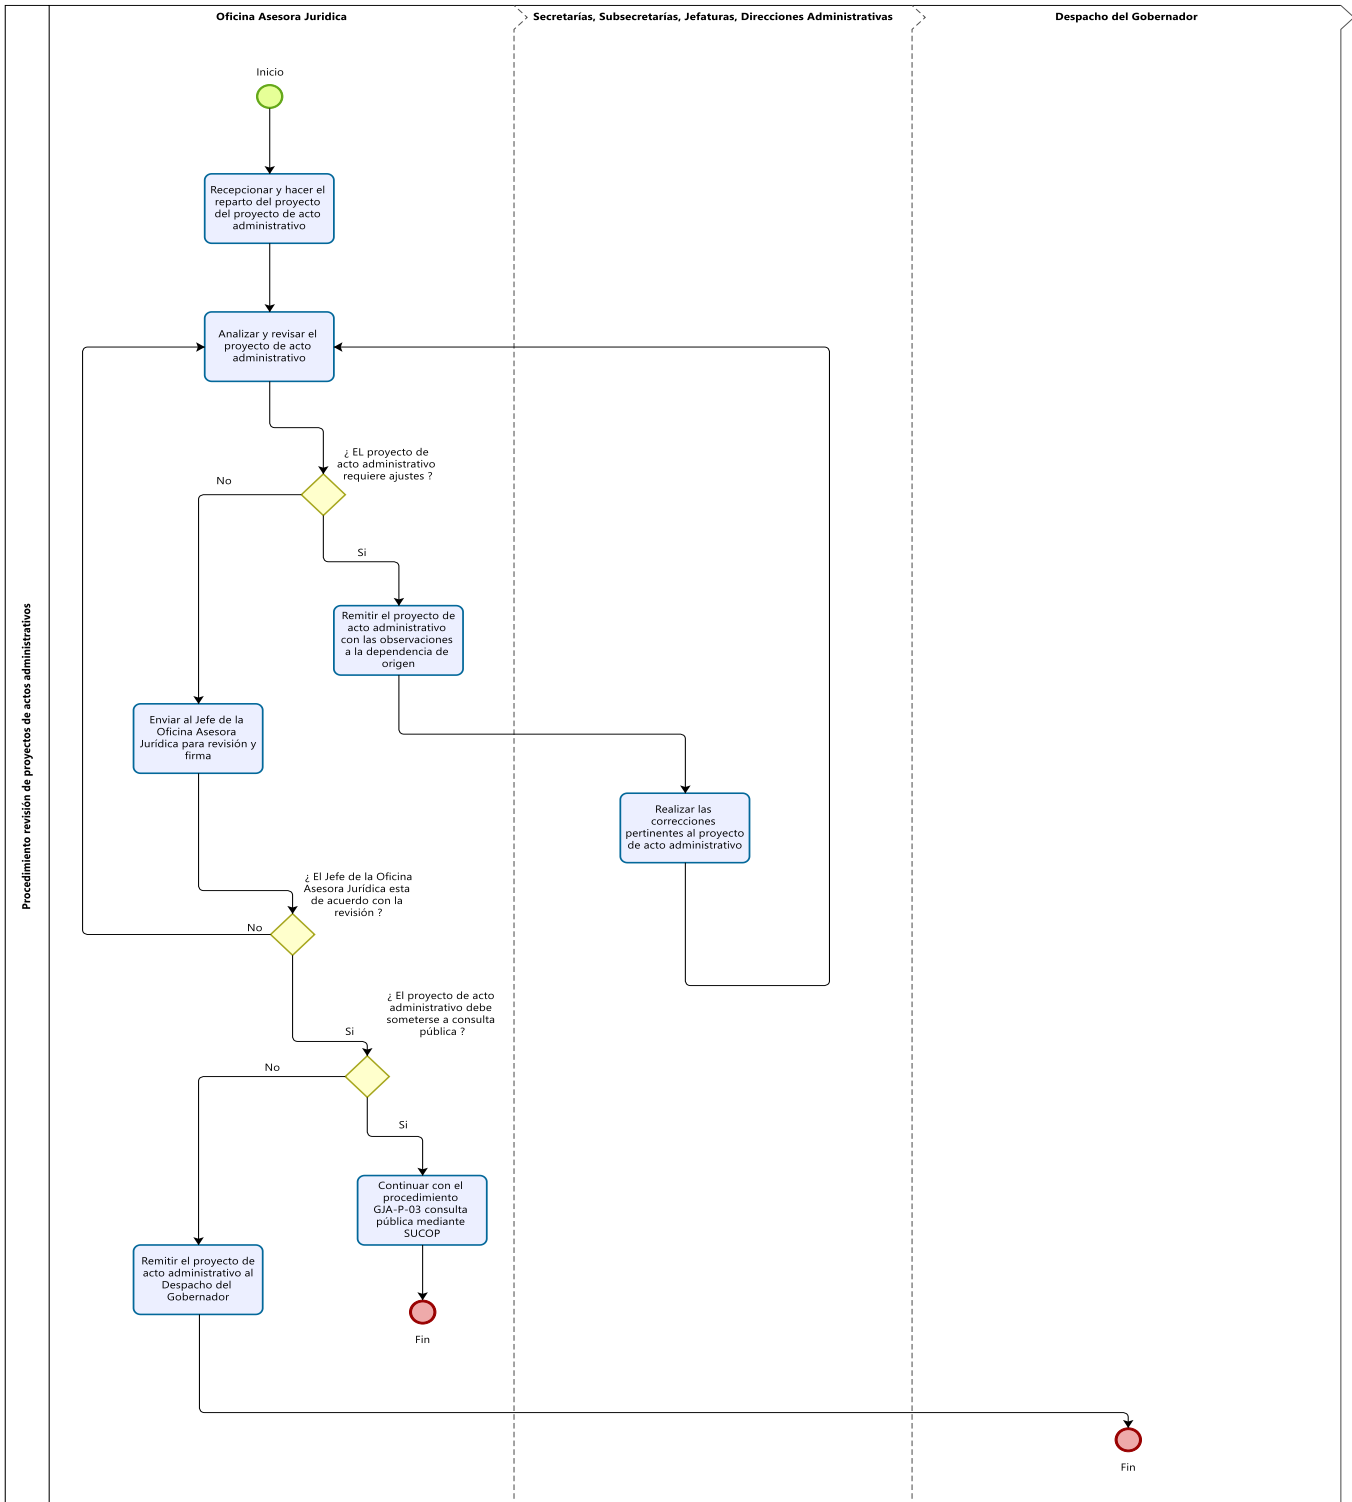 Oficina Asesora Juridica
Secretarías, Subsecretarías, Jefaturas, Direcciones Administrativas
Despacho del Gobernador
Procedimiento revisión de proyectos de actos administrativos
Inicio
Recepcionar y hacer el
reparto del proyecto
del proyecto de acto
administrativo
Analizar y revisar el
proyecto de acto
administrativo
¿ EL proyecto de
acto administrativo
requiere ajustes ?
No
Si
Remitir el proyecto de
acto administrativo
con las observaciones
a la dependencia de
origen
Enviar al Jefe de la
Oficina Asesora
Jurídica para revisión y
firma
Realizar las
correcciones
pertinentes al proyecto
de acto administrativo
¿ El Jefe de la Oficina
Asesora Jurídica esta
de acuerdo con la
revisión ?
No
¿ El proyecto de acto
administrativo debe
someterse a consulta
pública ?
Si
No
Si
Continuar con el
procedimiento
GJA-P-03 consulta
pública mediante
SUCOP
Remitir el proyecto de
acto administrativo al
Despacho del
Gobernador
Fin
Fin